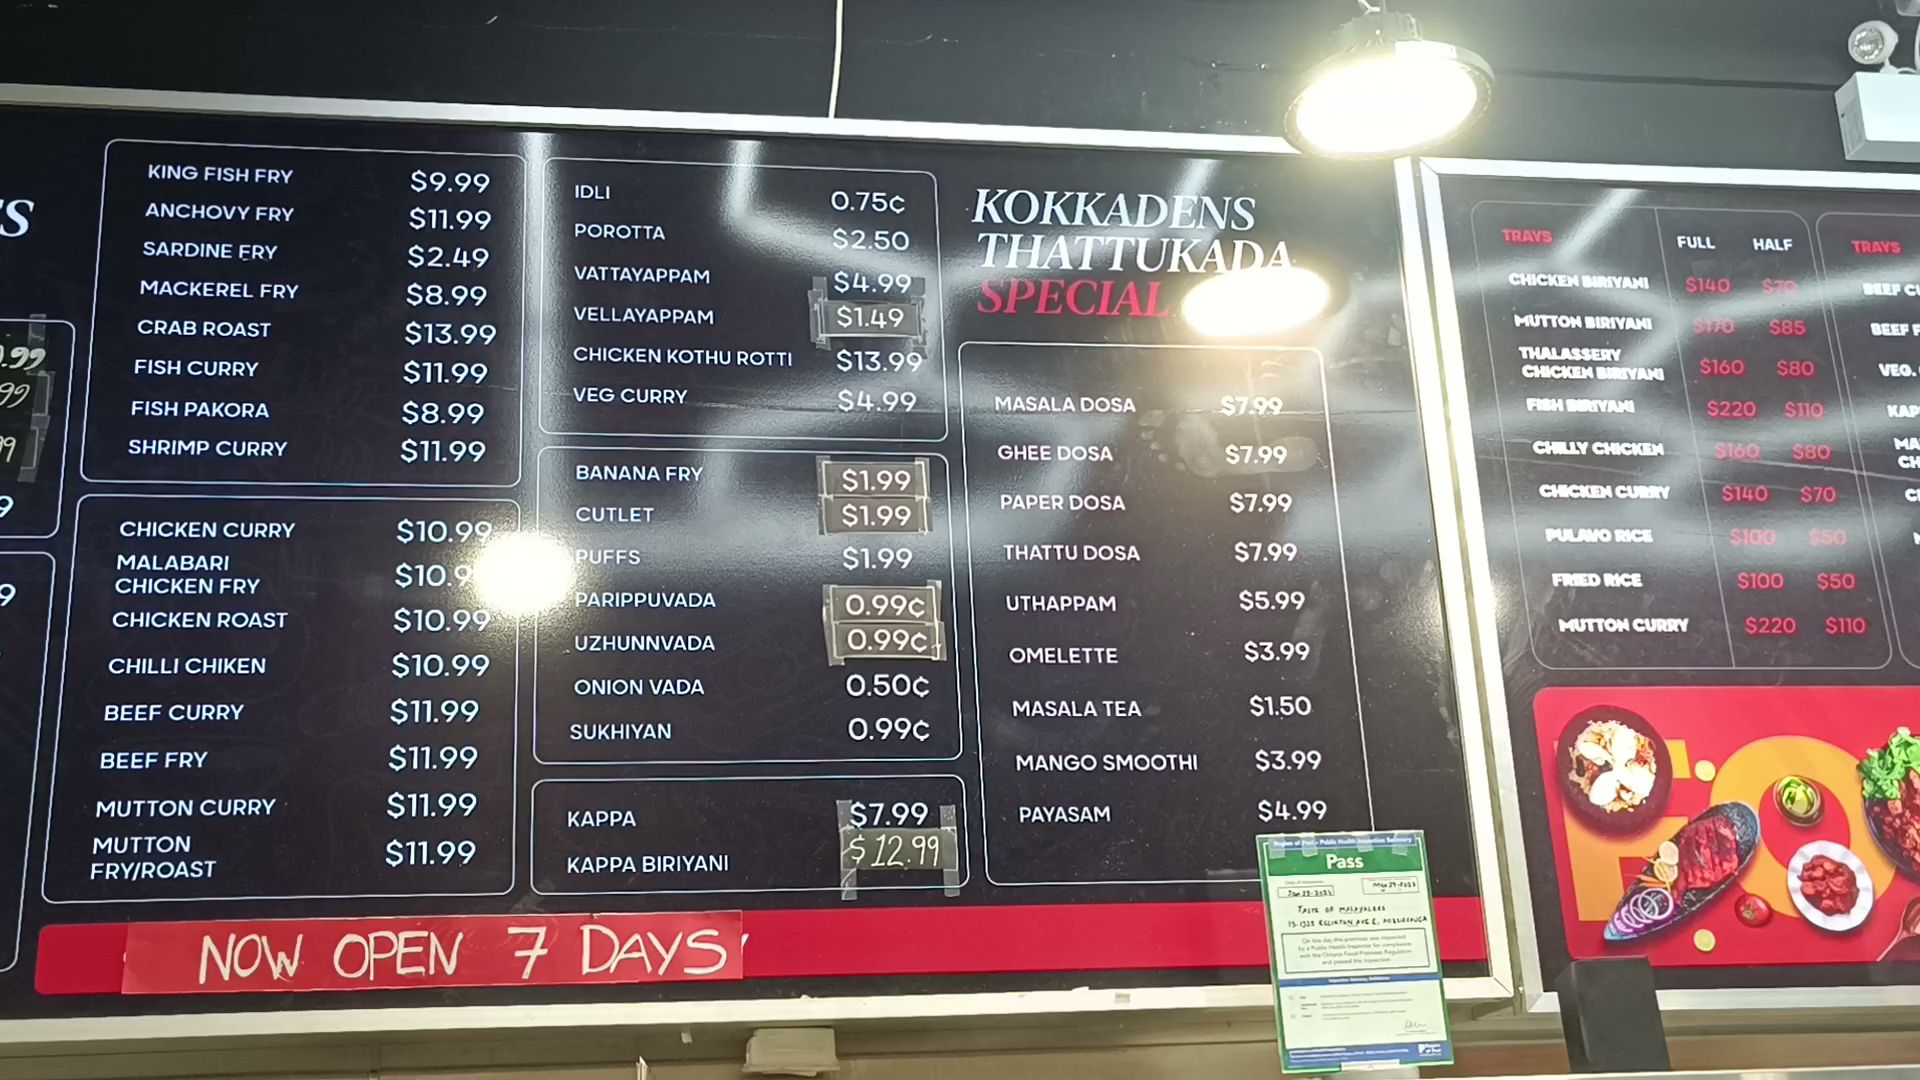 S
.99
99
KING FISH FRY $9.99
ANCHOVY FRY $11.99
SARDINE FRY $2.49
MACKEREL FRY $8.99
CRAB ROAST $13.99
FISH CURRY $11.99
FISH PAKORA $8.99
SHRIMP CURRY $11.99
CHICKEN CURRY $10.99
MALABARI
CHICKEN FRY $10.9
CHICKEN ROAST $10.99
CHILLI CHIKEN $10.99
BEEF CURRY $11.99
BEEF FRY $11.99
MUTTON CURRY $11.99
MUTTON
FRY/ROAST $11.99
IDLI 0.75¢
POROTTA $2.50
VATTAYAPPAM $4.99
VELLAYAPPAM $1.49
CHICKEN KOTHU ROTTI $13.99
VEG CURRY $4.99
BANANA FRY $1.99
CUTLET $1.99
PUFFS $1.99
PARIPPUVADA 0.99¢
UZHUNNVADA 0.99¢
ONION VADA 0.50¢
SUKHIYAN 0.99¢
KAPPA $7.99
KAPPA BIRIYANI $12.99
KOKKADENS
THATTUKADA
SPECIAL
MASALA DOSA $7.99
GHEE DOSA $7.99
PAPER DOSA $7.99
THATTU DOSA $7.99
UTHAPPAM $5.99
OMELETTE $3.99
MASALA TEA $1.50
MANGO SMOOTHI $3.99
PAYASAM $4.99
NOW OPEN 7 DAYS
Pass
TRAYS FULL HALF
CHICKEN BIRIYANI $140 $70
MUTTON BIRIYANI $170 $85
THALASSERY
CHICKEN BIRIYANI $160 $80
FISH BIRIYANI $220 $110
CHILLY CHICKEN $160 $80
CHICKEN CURRY $140 $70
PULAVO RICE $100 $50
FRIED RICE $100 $50
MUTTON CURRY $220 $110
TRAYS
BEEF
BEEF
VEG.